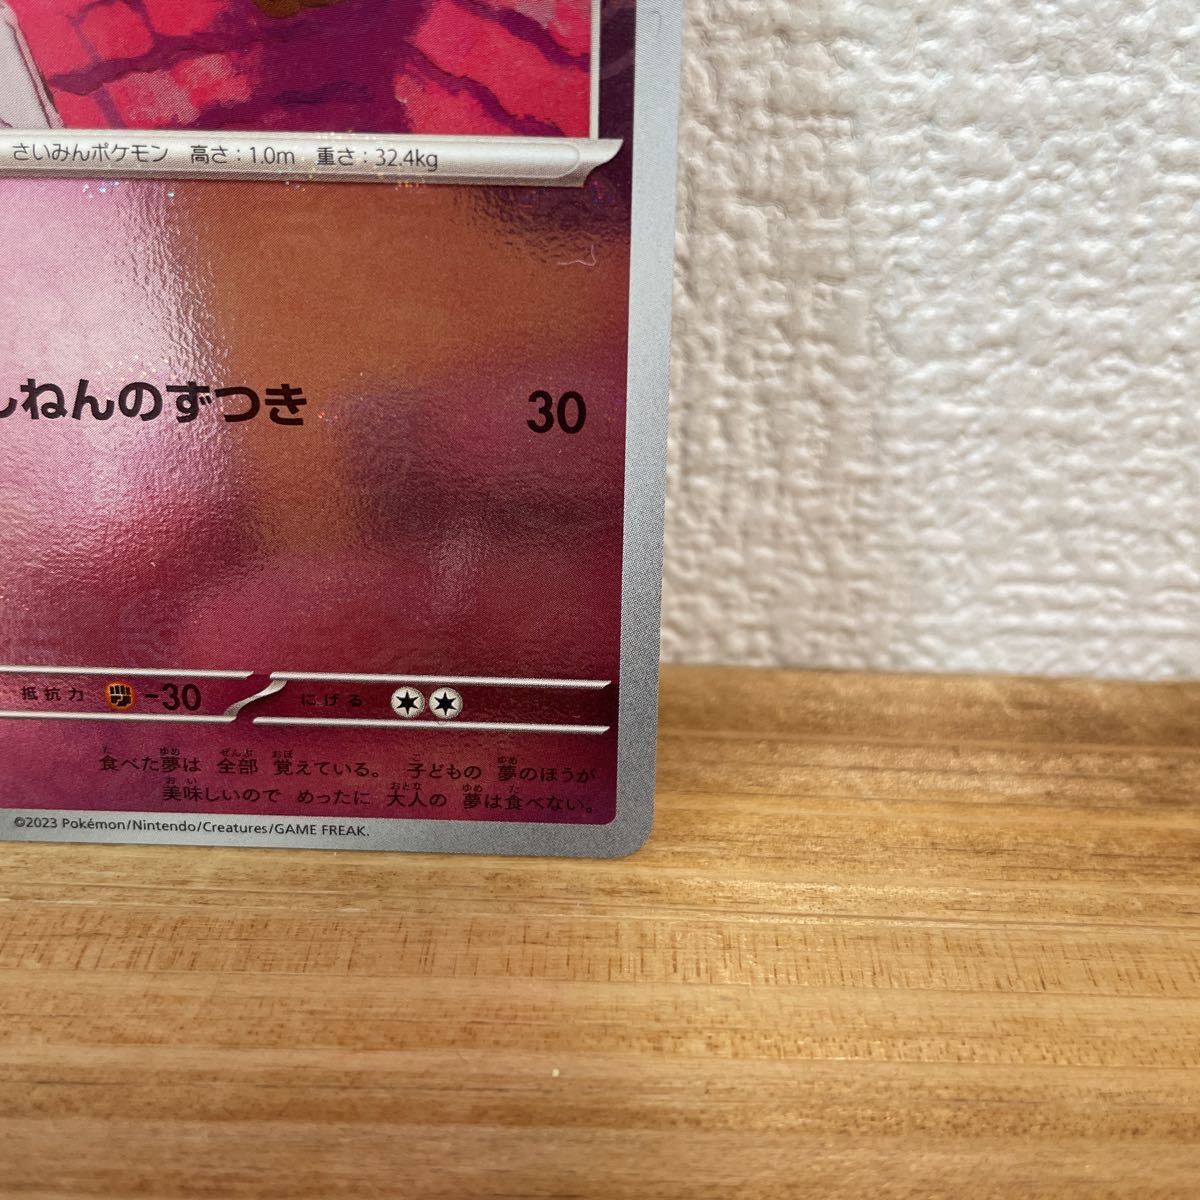 さいみんポケモン 高さ:1.0m 重さ:32.4kg
しねんのずつき 30
抵抗力 -30 にげる
食べた夢は 全部 覚えている。 子どもの 夢のほうが
美味しいので めったに 大人の 夢は食べない。
©2023 Pokémon/Nintendo/Creatures/GAME FREAK.